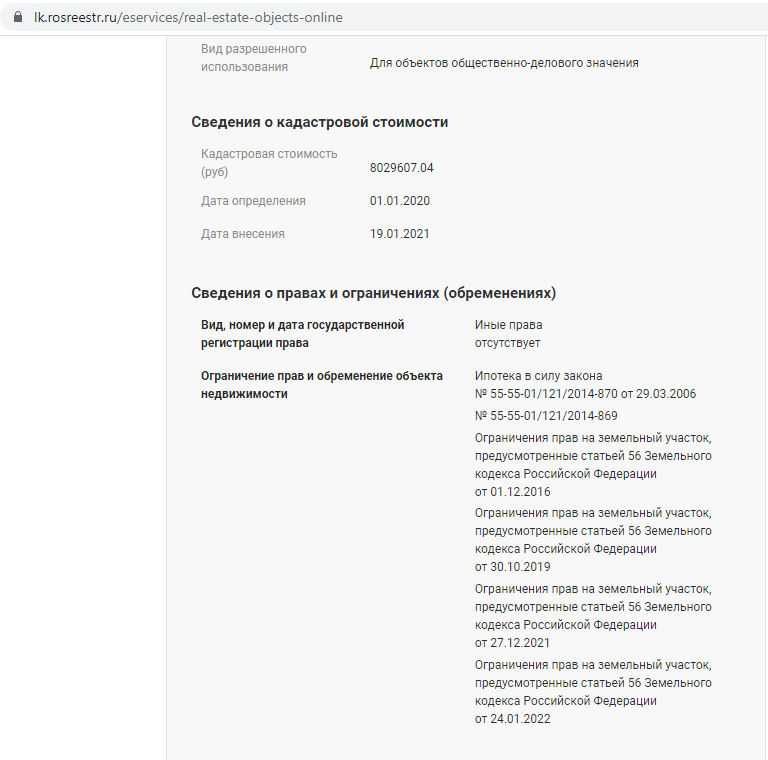 lk.rosreestr.ru/eservices/real-estate-objects-online
Вид разрешенного
использования
Для объектов общественно-делового значения
Сведения о кадастровой стоимости
Кадастровая стоимость
(руб)
8029607.04
Дата определения
01.01.2020
Дата внесения
19.01.2021
Сведения о правах и ограничениях (обременениях)
Вид, номер и дата государственной
регистрации права
Иные права
отсутствует
Ограничение прав и обременение объекта
недвижимости
Ипотека в силу закона
№ 55-55-01/121/2014-870 от 29.03.2006
№ 55-55-01/121/2014-869
Ограничения прав на земельный участок,
предусмотренные статьей 56 Земельного
кодекса Российской Федерации
от 01.12.2016
Ограничения прав на земельный участок,
предусмотренные статьей 56 Земельного
кодекса Российской Федерации
от 30.10.2019
Ограничения прав на земельный участок,
предусмотренные статьей 56 Земельного
кодекса Российской Федерации
от 27.12.2021
Ограничения прав на земельный участок,
предусмотренные статьей 56 Земельного
кодекса Российской Федерации
от 24.01.2022